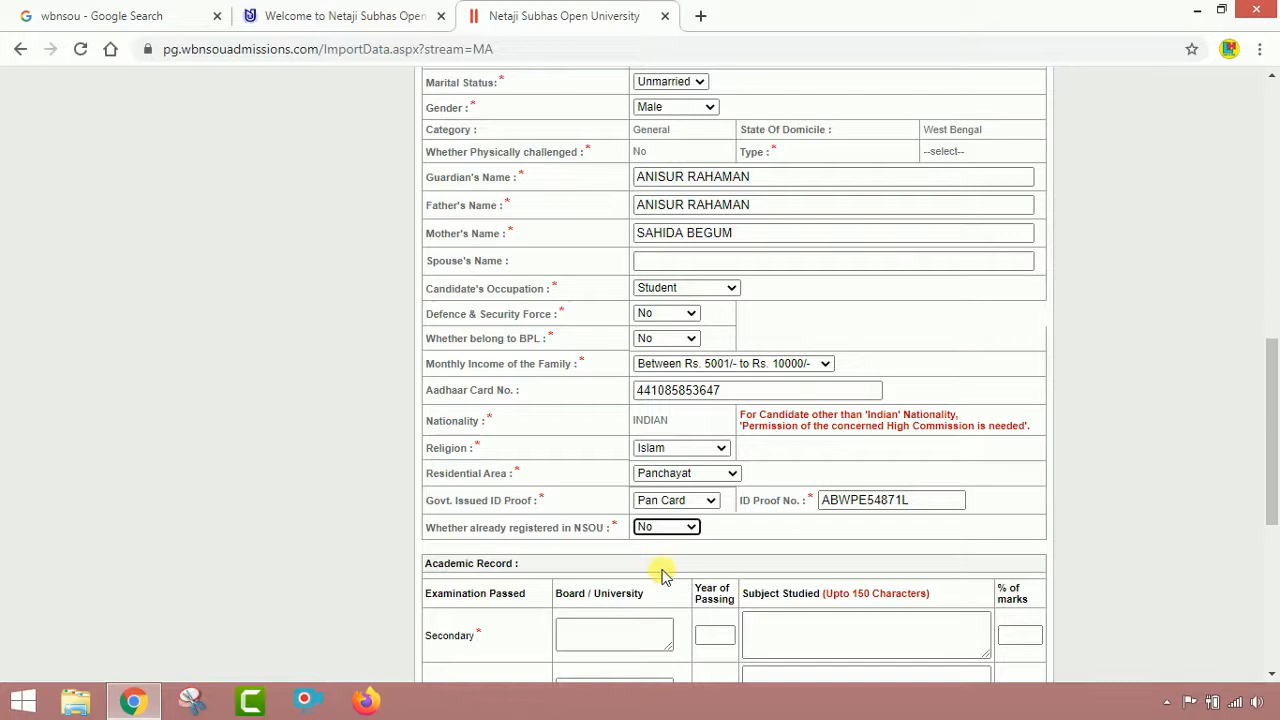 wbnsou - Google Search
Welcome to Netaji Subhas Open
Netaji Subhas Open University
pg.wbnsouadmissions.com/ImportData.aspx?stream=MA
Marital Status:* Unmarried
Gender :* Male
Category : General State Of Domicile : West Bengal
Whether Physically challenged :* No Type :* --select--
Guardian's Name :* ANISUR RAHAMAN
Father's Name :* ANISUR RAHAMAN
Mother's Name :* SAHIDA BEGUM
Spouse's Name :
Candidate's Occupation :* Student
Defence & Security Force :* No
Whether belong to BPL :* No
Monthly Income of the Family :* Between Rs. 5001/- to Rs. 10000/-
Aadhaar Card No. : 441085853647
Nationality :* INDIAN For Candidate other than 'Indian' Nationality,
'Permission of the concerned High Commission is needed'.
Religion :* Islam
Residential Area :* Panchayat
Govt. Issued ID Proof :* Pan Card ID Proof No. :* ABWPE54871L
Whether already registered in NSOU :* No
Academic Record :
Examination Passed Board / University Year of Passing Subject Studied (Upto 150 Characters) % of marks
Secondary *